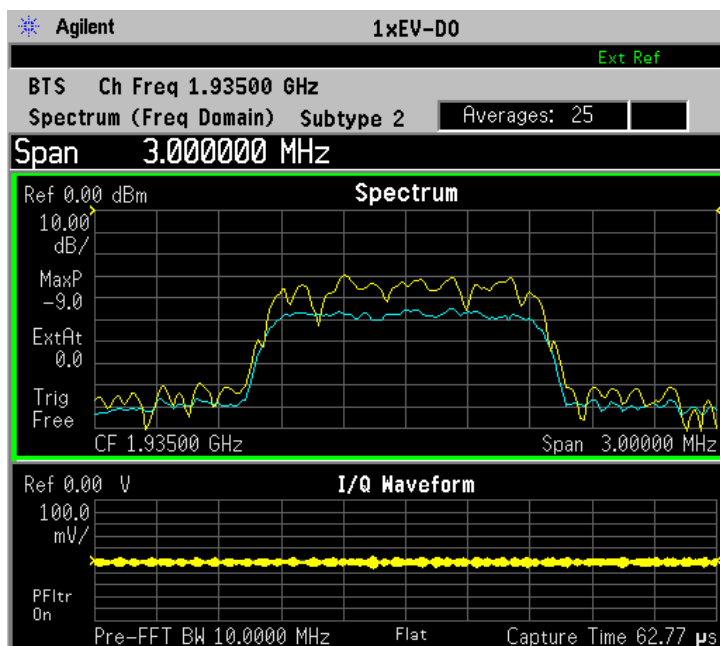 Agilent 1xEV-DO
Ext Ref
BTS Ch Freq 1.93500 GHz
Spectrum (Freq Domain) Subtype 2 Averages: 25
Span 3.000000 MHz
Ref 0.00 dBm Spectrum
10.00
dB/
MaxP
-9.0
ExtAt
0.0
Trig
Free
CF 1.93500 GHz Span 3.00000 MHz
Ref 0.00 V I/Q Waveform
100.0
mV/
PFltr
On
Pre-FFT BW 10.0000 MHz Flat Capture Time 62.77 µs